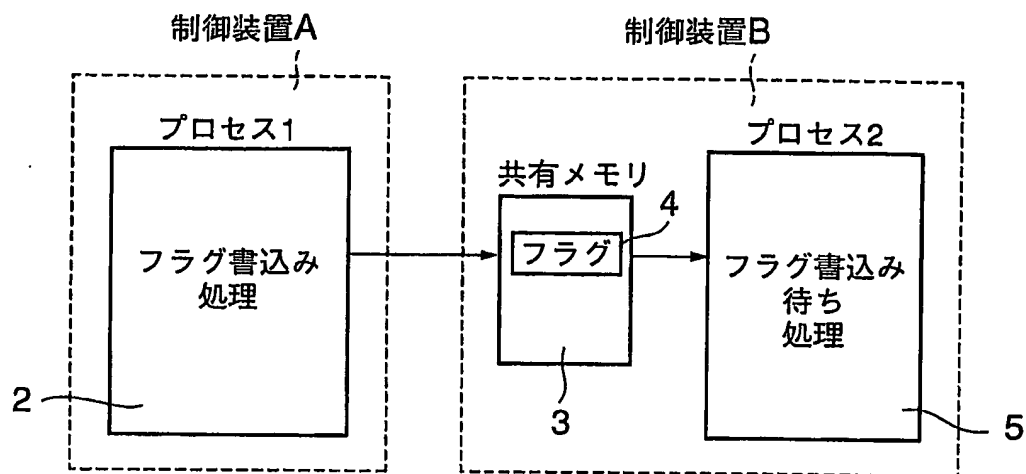 制御装置A
制御装置B
プロセス1
プロセス2
共有メモリ
4
フラグ
フラグ書込み
処理
フラグ書込み
待ち
処理
2
3
5